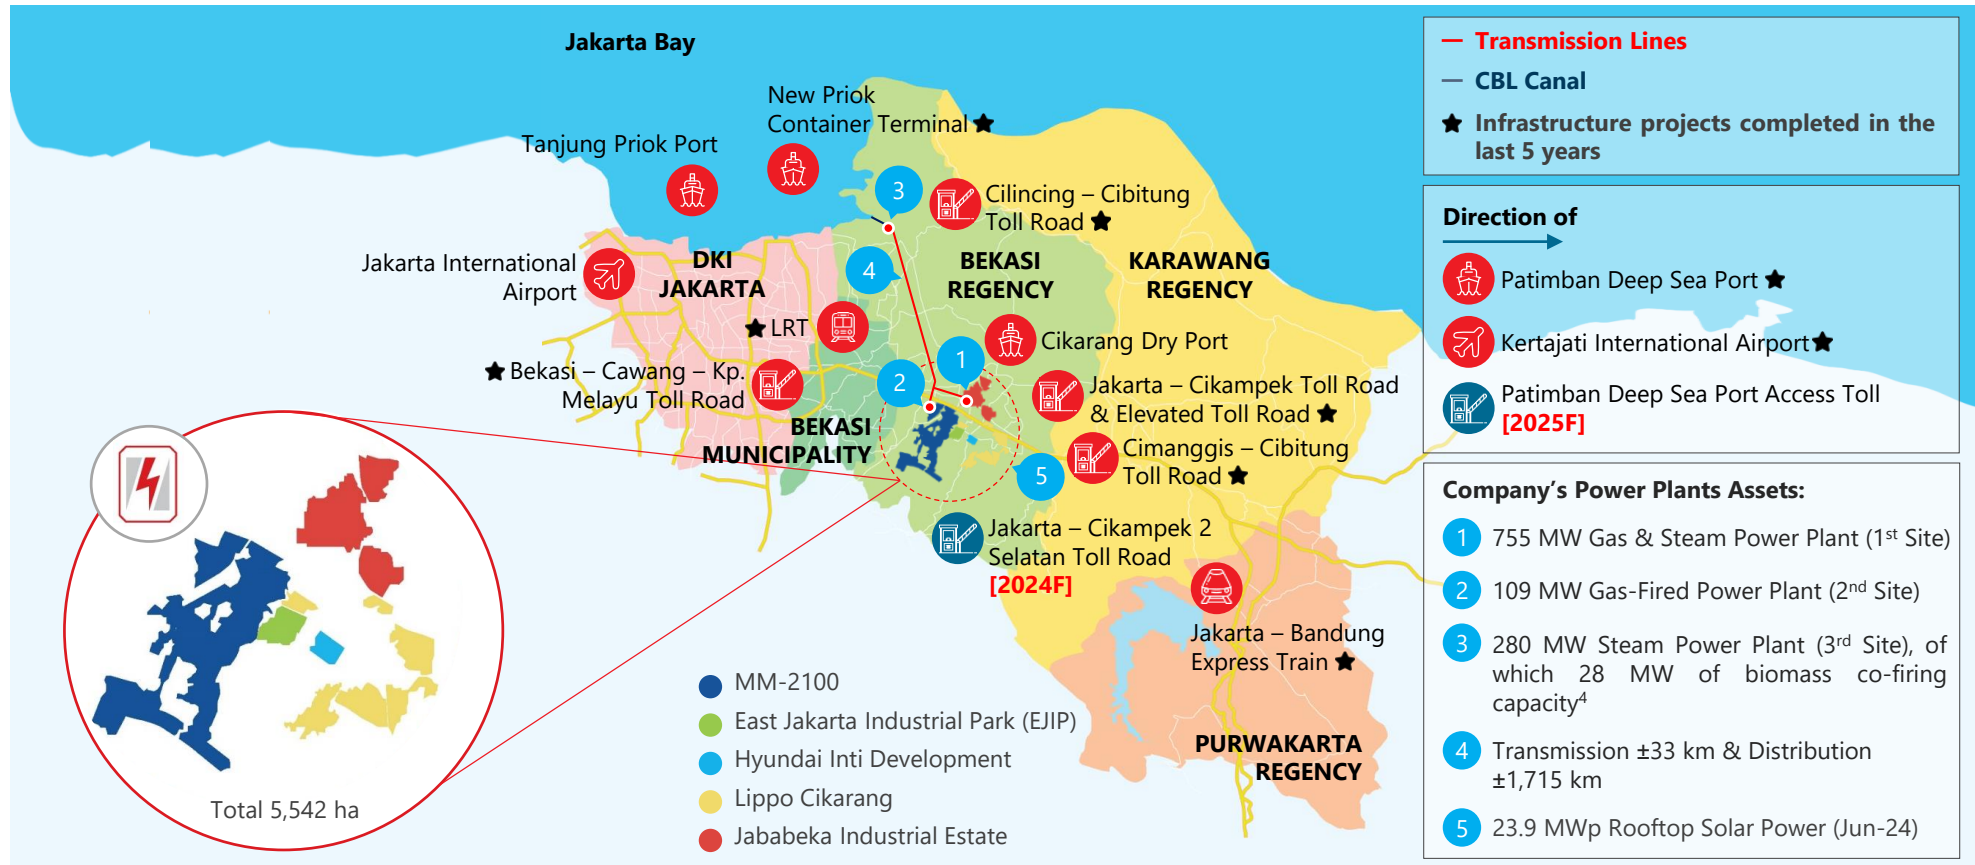 Jakarta Bay
New Priok
Container Terminal ★
Tanjung Priok Port
3
Cilincing – Cibitung
Toll Road ★
Jakarta International
Airport
DKI
JAKARTA
4
BEKASI
REGENCY
KARAWANG
REGENCY
★ LRT
1
Cikarang Dry Port
★ Bekasi – Cawang – Kp.
Melayu Toll Road
2
Jakarta – Cikampek Toll Road
& Elevated Toll Road ★
BEKASI
MUNICIPALITY
Cimanggis – Cibitung
Toll Road ★
5
Jakarta – Cikampek 2
Selatan Toll Road
[2024F]
Jakarta – Bandung
Express Train ★
PURWAKARTA
REGENCY
Total 5,542 ha
MM-2100
East Jakarta Industrial Park (EJIP)
Hyundai Inti Development
Lippo Cikarang
Jababeka Industrial Estate
— Transmission Lines
— CBL Canal
★ Infrastructure projects completed in the
last 5 years
Direction of
Patimban Deep Sea Port ★
Kertajati International Airport ★
Patimban Deep Sea Port Access Toll
[2025F]
Company’s Power Plants Assets:
1 755 MW Gas & Steam Power Plant (1st Site)
2 109 MW Gas-Fired Power Plant (2nd Site)
3 280 MW Steam Power Plant (3rd Site), of
which 28 MW of biomass co-firing
capacity4
4 Transmission ±33 km & Distribution
±1,715 km
5 23.9 MWp Rooftop Solar Power (Jun-24)